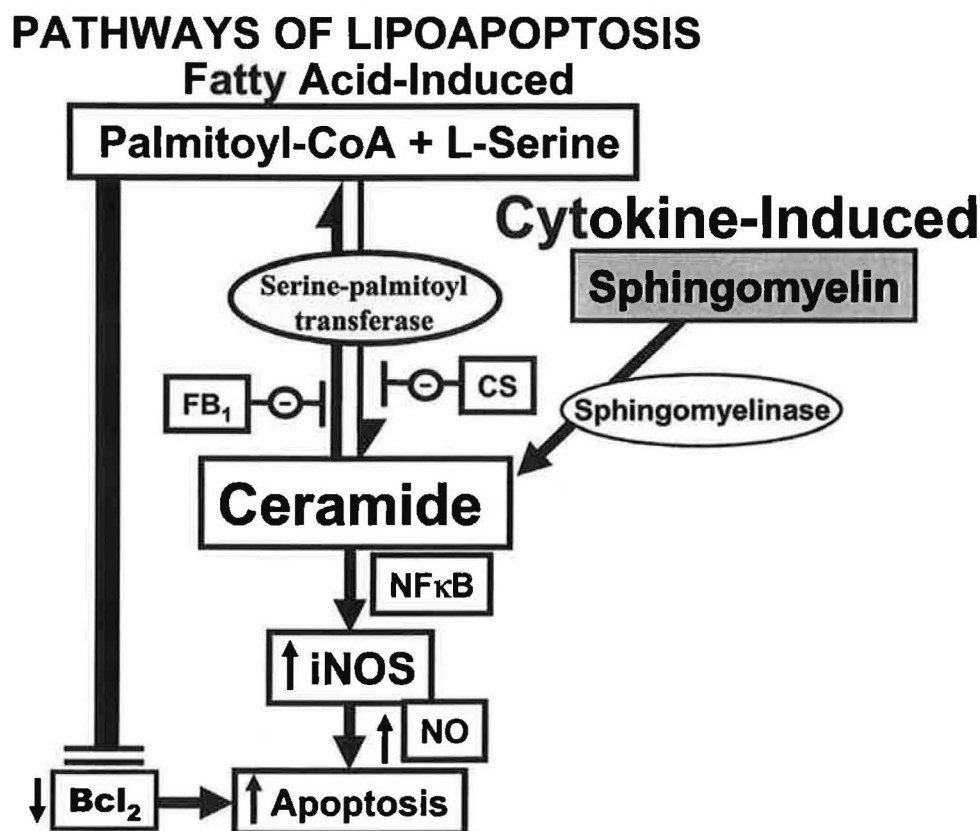 PATHWAYS OF LIPOAPOPTOSIS
Fatty Acid-Induced
Palmitoyl-CoA + L-Serine
Cytokine-Induced
Sphingomyelin
Serine-palmitoyl
transferase
FB₁
CS
Sphingomyelinase
Ceramide
NFκB
↑ iNOS
↑ NO
↓ Bcl₂
↑ Apoptosis